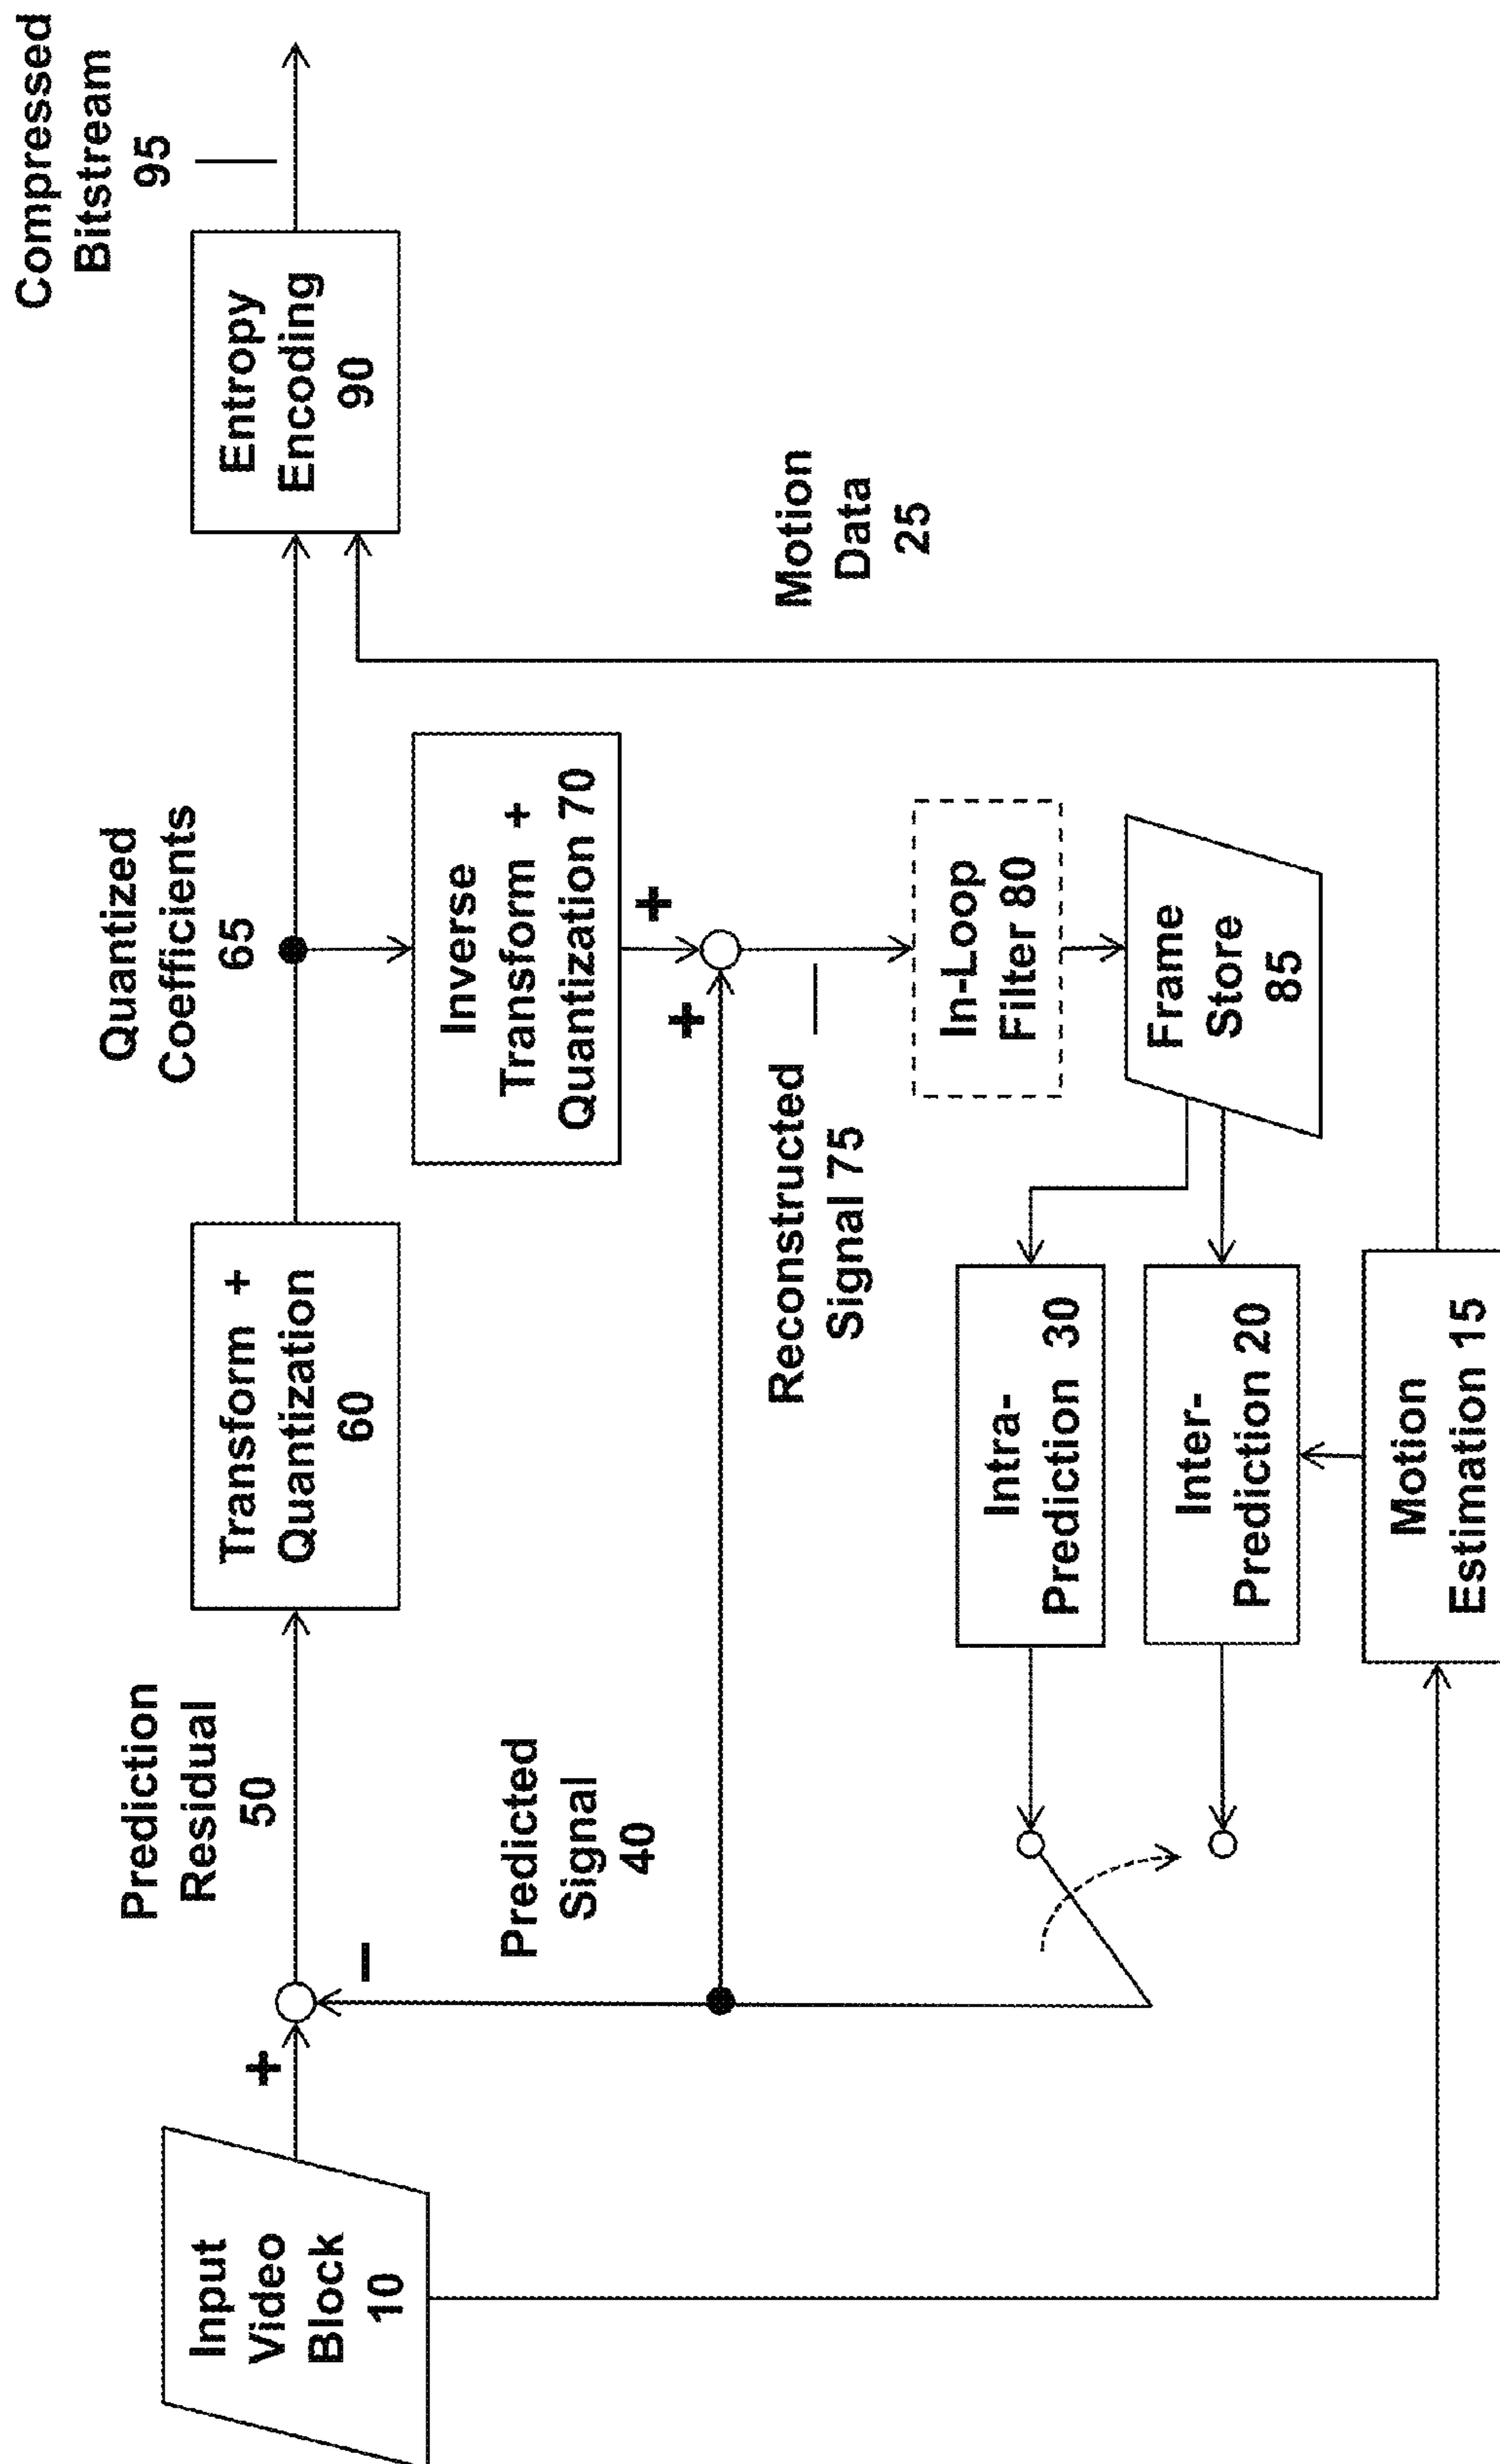 Input
Video
Block
10
+
−
Prediction
Residual
50
Transform +
Quantization
60
Quantized
Coefficients
65
Entropy
Encoding
90
Compressed
Bitstream
95
Predicted
Signal
40
Inverse
Transform +
Quantization 70
+
+
Reconstructed
Signal 75
In-Loop
Filter 80
Frame
Store
85
Intra-
Prediction 30
Inter-
Prediction 20
Motion
Estimation 15
Motion
Data
25